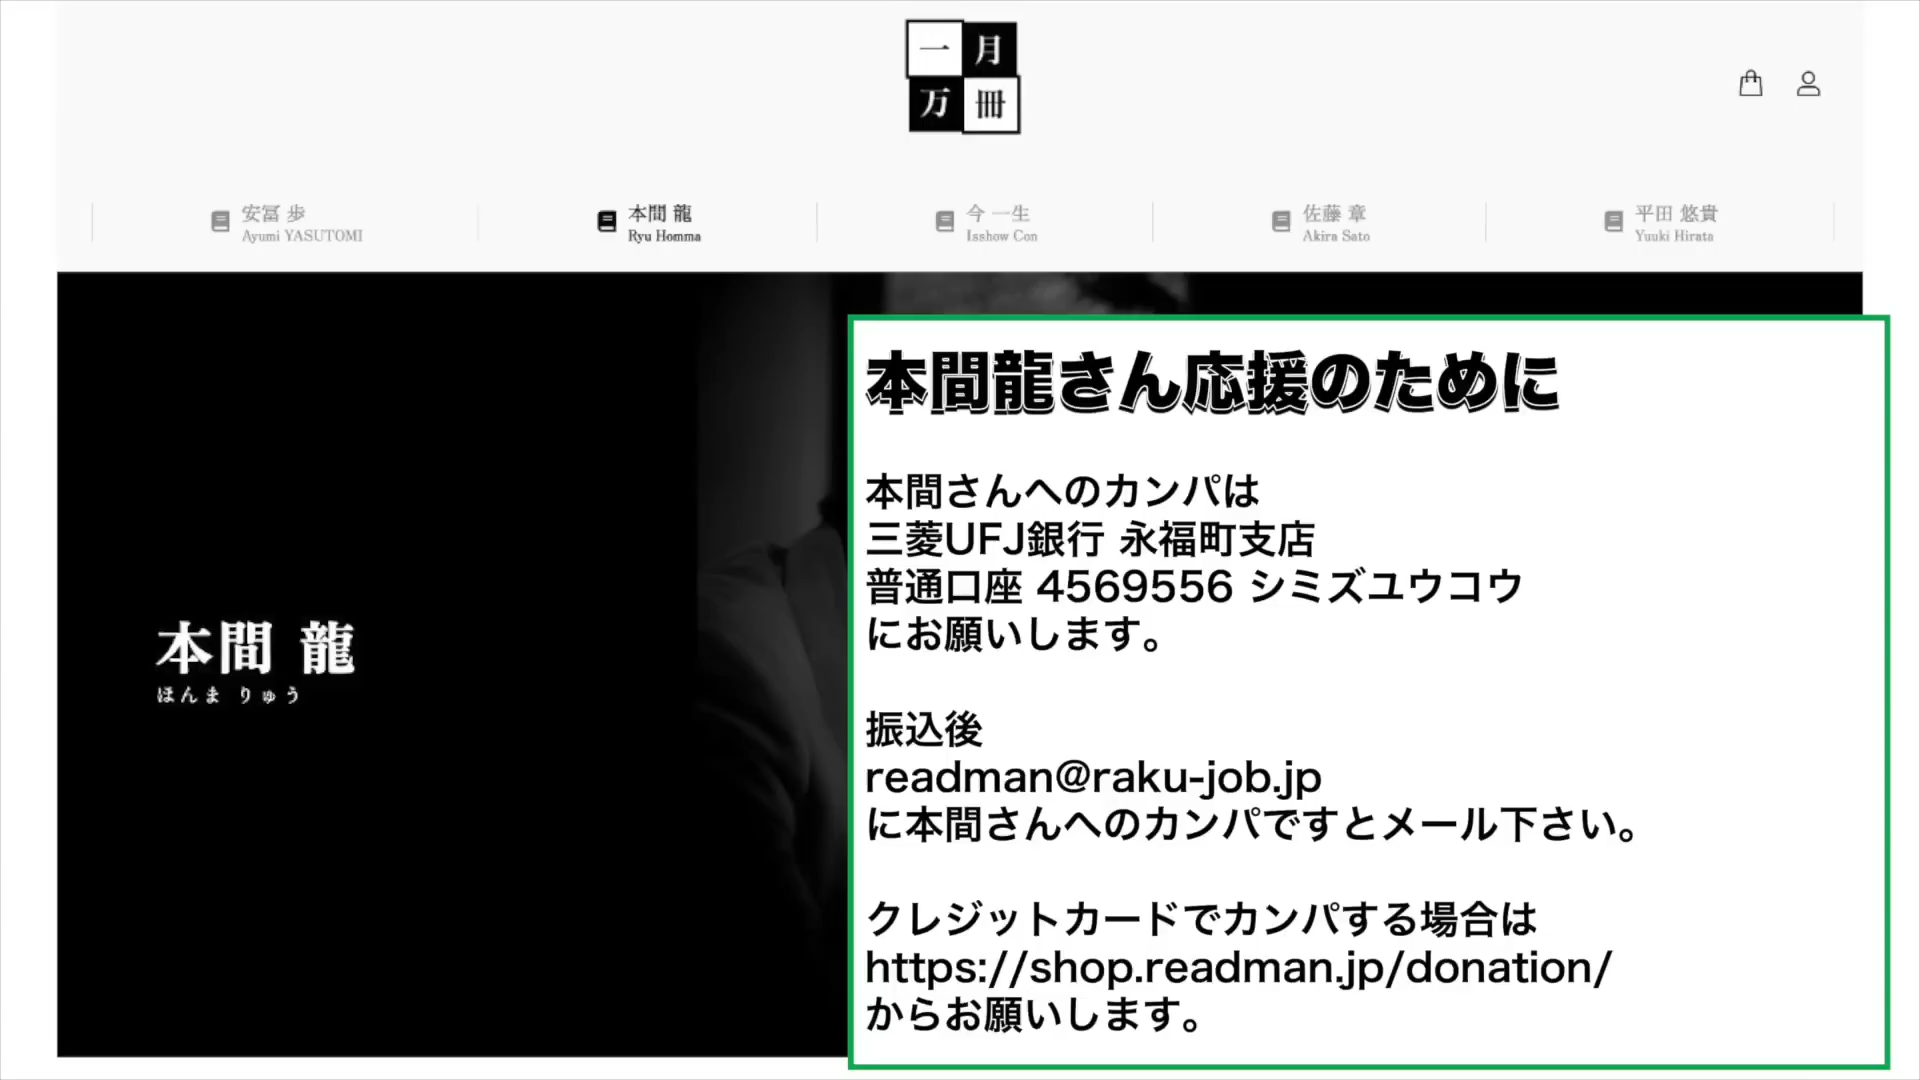 一月
万冊
安冨 歩
Ayumi YASUTOMI
本間 龍
Ryu Homma
今 一生
Isshow Con
佐藤 章
Akira Sato
平田 悠貴
Yuuki Hirata
本間 龍
ほんま りゅう
本間龍さん応援のために
本間さんへのカンパは
三菱UFJ銀行 永福町支店
普通口座 4569556 シミズユウコウ
にお願いします。
振込後
readman@raku-job.jp
に本間さんへのカンパですとメール下さい。
クレジットカードでカンパする場合は
https://shop.readman.jp/donation/
からお願いします。